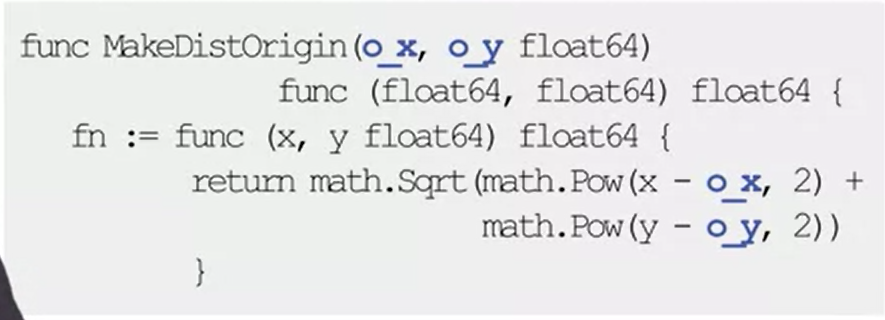 func MakeDistOrigin(o_x, o_y float64)
func (float64, float64) float64 {
fn := func (x, y float64) float64 {
return math.Sqrt(math.Pow(x - o_x, 2) +
math.Pow(y - o_y, 2))
}